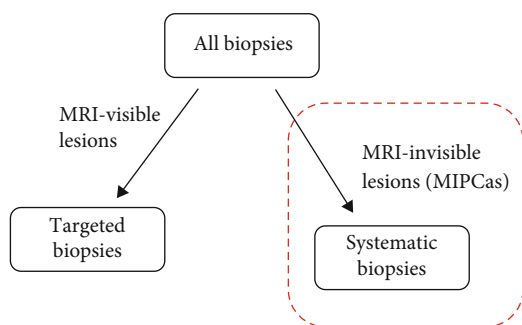 All biopsies
MRI-visible
lesions
MRI-invisible
lesions (MIPCas)
Targeted
biopsies
Systematic
biopsies